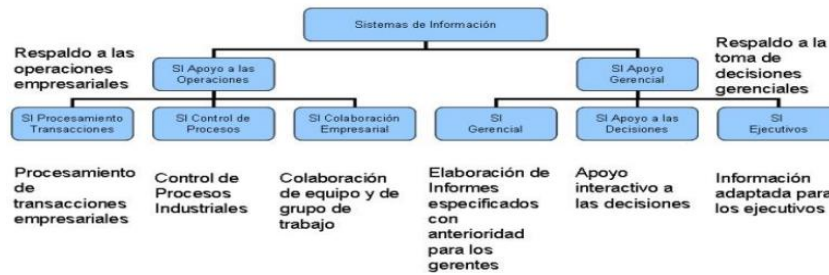 Sistemas de Información
Respaldo a las
operaciones
empresariales
SI Apoyo a las
Operaciones
SI Apoyo
Gerencial
Respaldo a la
toma de
decisiones
gerenciales
SI Procesamiento
Transacciones
SI Control de
Procesos
SI Colaboración
Empresarial
SI
Gerencial
SI Apoyo a las
Decisiones
SI
Ejecutivos
Procesamiento
de
transacciones
empresariales
Control de
Procesos
Industriales
Colaboración
de equipo y de
grupo de
trabajo
Elaboración de
Informes
especificados
con
anterioridad
para los
gerentes
Apoyo
interactivo a
las decisiones
Información
adaptada para
los ejecutivos